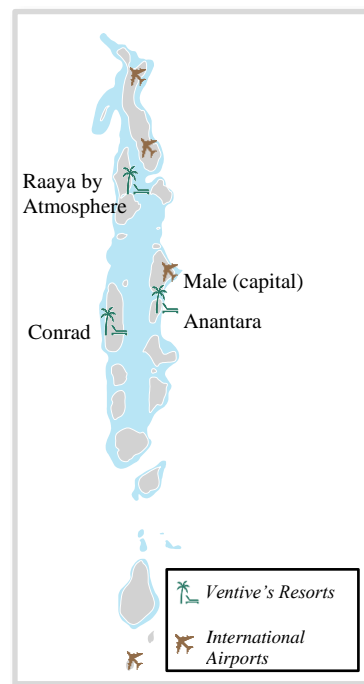 Raaya by
Atmosphere
Male (capital)
Anantara
Conrad
Ventive's Resorts
International
Airports